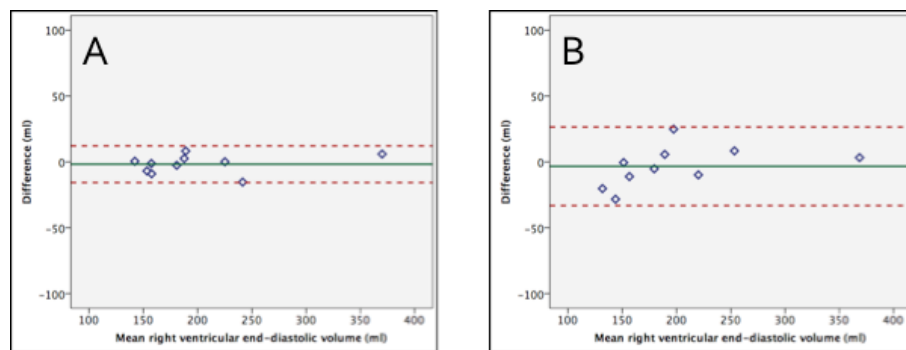 A
100
50
0
−50
−100
Difference (ml)
100 150 200 250 300 350 400
Mean right ventricular end-diastolic volume (ml)
B
100
50
0
−50
−100
Difference (ml)
100 150 200 250 300 350 400
Mean right ventricular end-diastolic volume (ml)